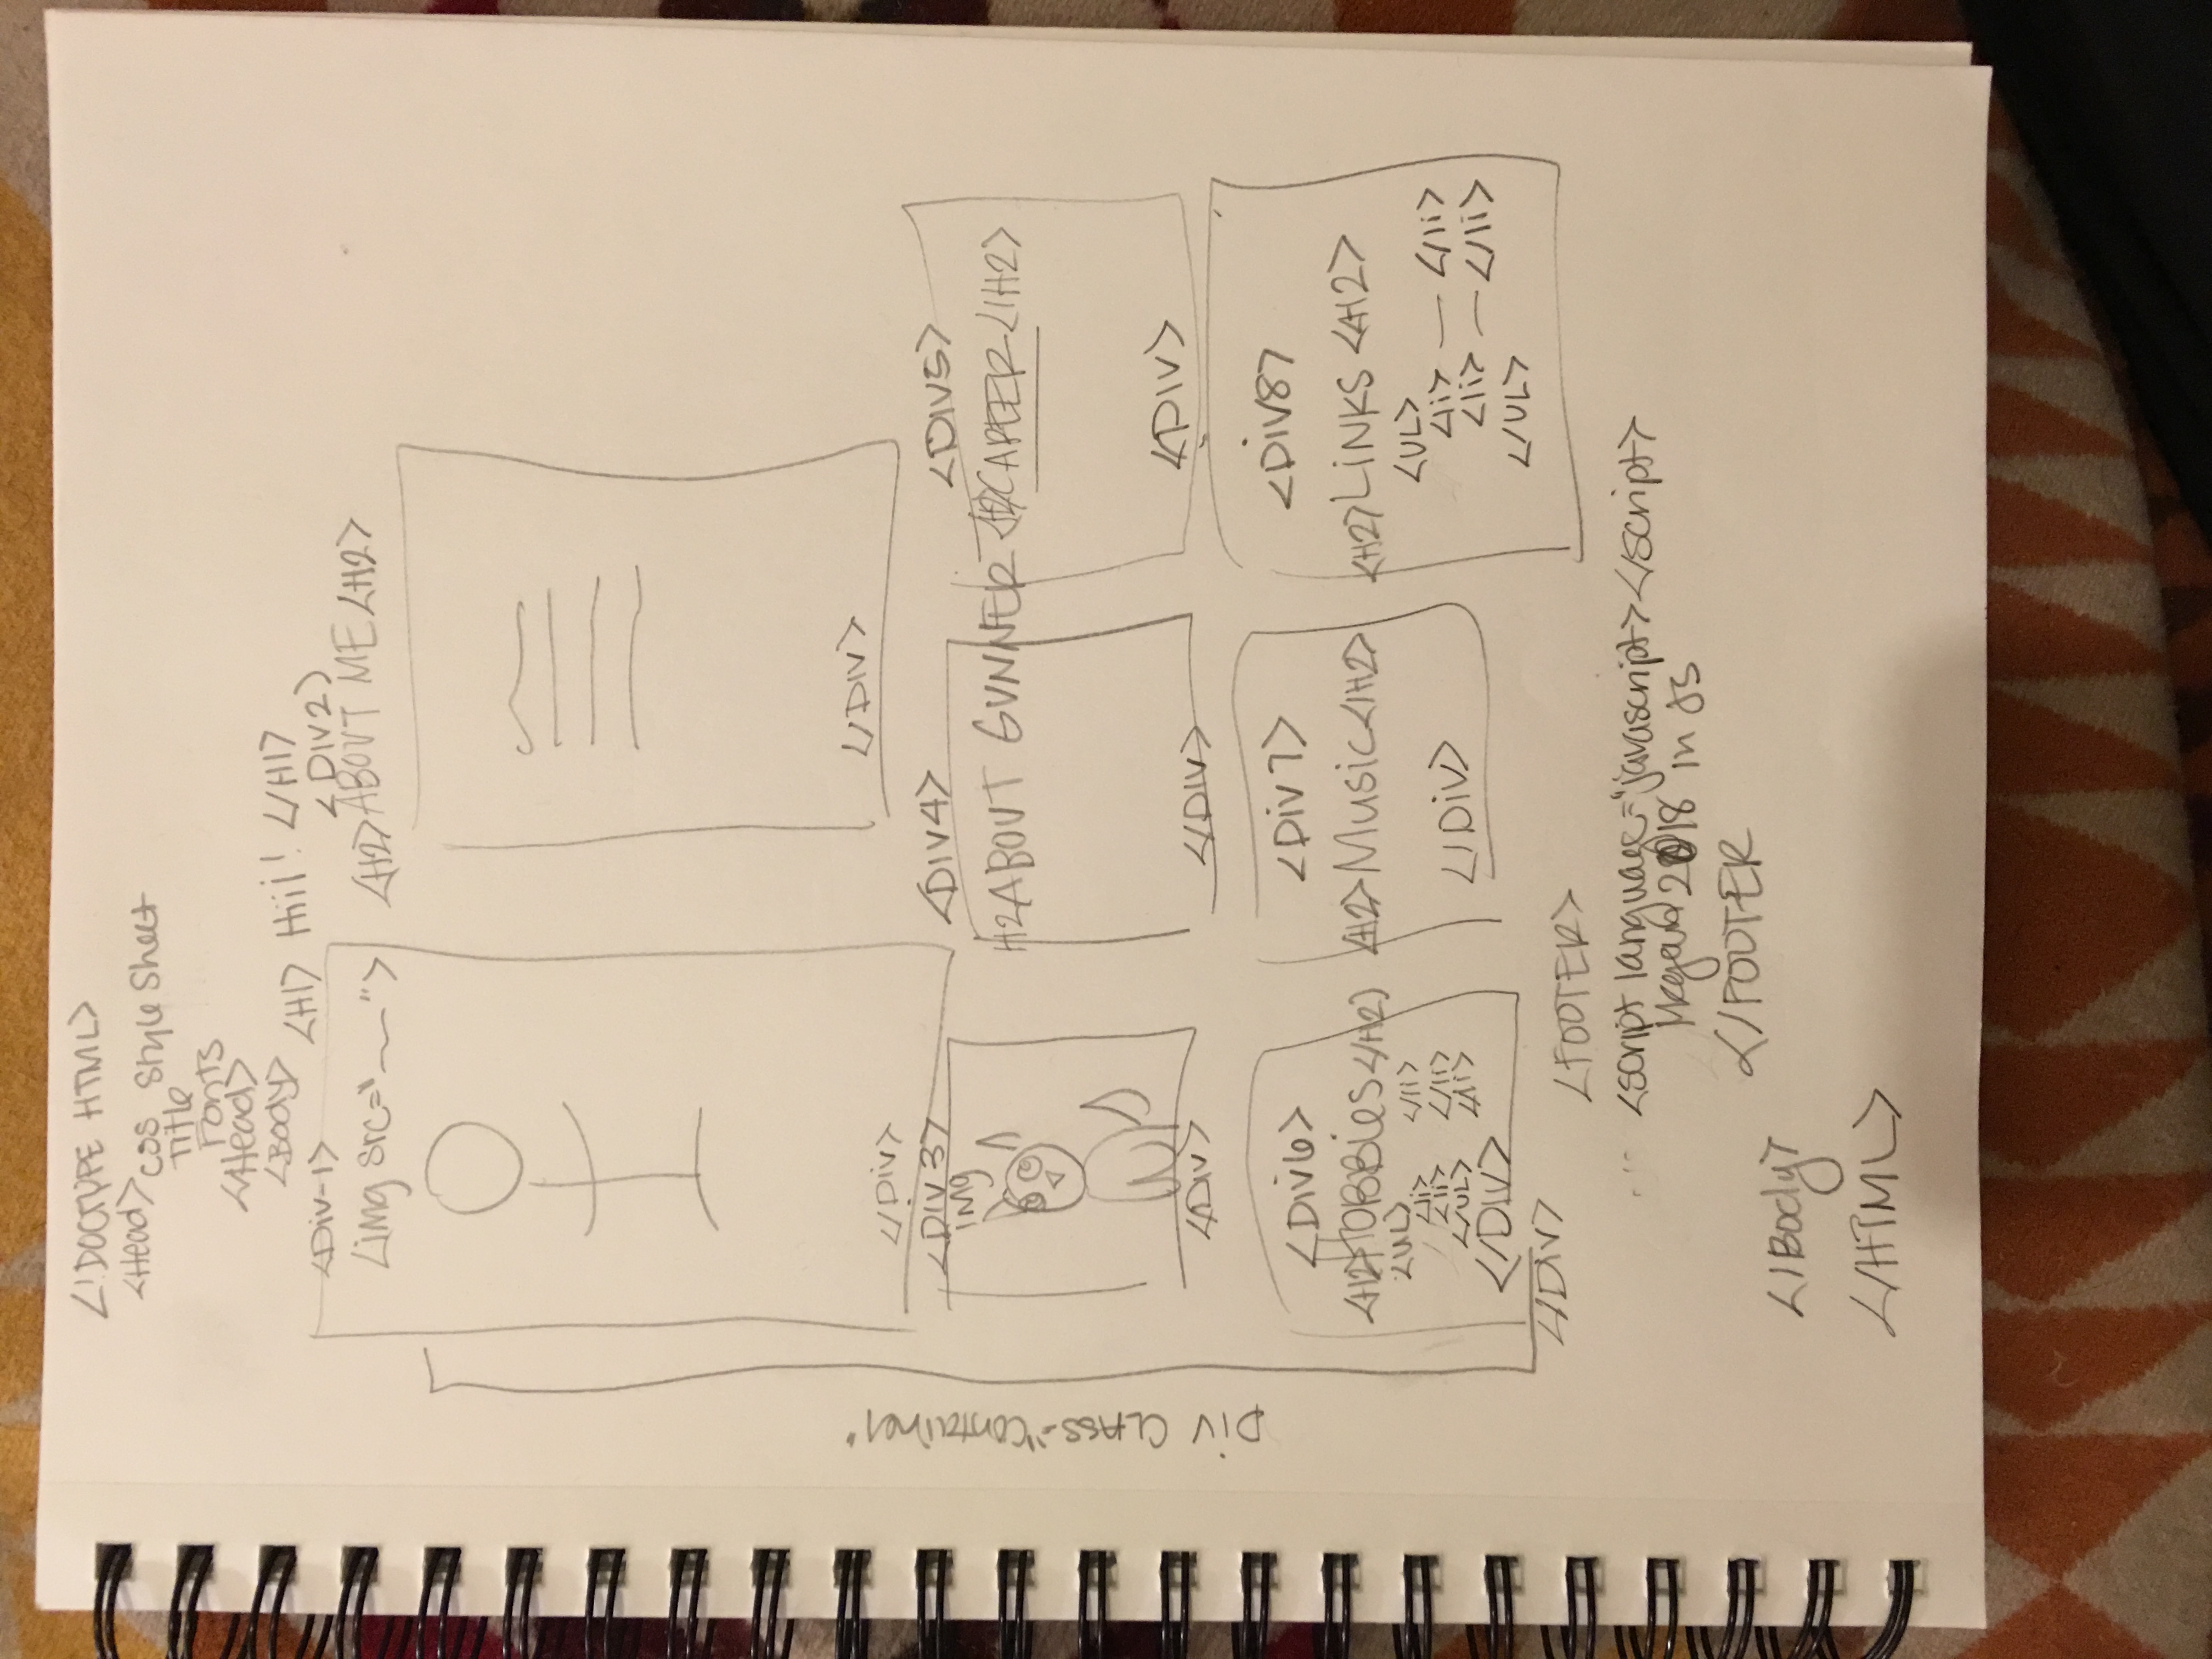 <!DOCTYPE HTML>
<Head> CSS Style Sheet
Title
Fonts
</Head>
<Body>
<H1> Hiii! </H1>
<Div-1>
<img src="__">
</Div>
<DIV2>
<H2>ABOUT ME<H2>
</DIV>
DIV CLASS="Container"
<Div 3>
img
</Div>
<DIV4>
H2 ABOUT GUNNER
</DIV>
<DIV5>
<H2>CAREER</H2>
</DIV>
<Div6>
<H2>HOBBIES</H2>
<UL>
<li> </li>
<li> </li>
</UL> </li>
</DIV>
<Div7>
<H2>Music</H2>
</Div>
<Div8>
<H2>LiNKS </H2>
<UL>
<li> — </li>
<li> — </li>
</UL>
</Div>
<FOOTER>
<script language="javascript></script>
2018 in JS
</FOOTER
</Body>
</HTML>